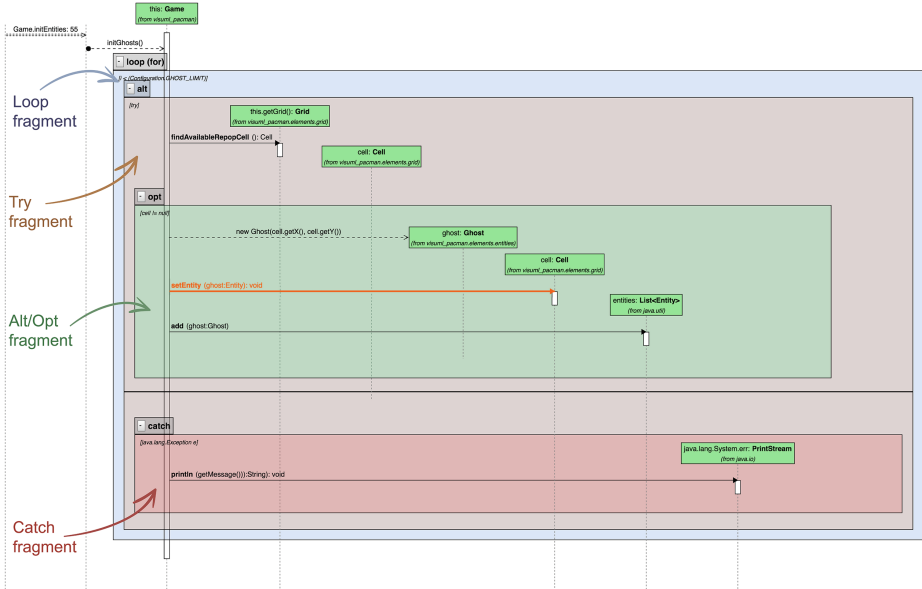 this: Game
(from visuml_pacman)
Game.initEntities: 55
initGhosts()
- loop (for)
< (Configuration.GHOST_LIMIT)]
- alt
[try]
Loop
fragment
this.getGrid(): Grid
(from visuml_pacman.elements.grid)
findAvailableRepopCell (): Cell
cell: Cell
(from visuml_pacman.elements.grid)
Try
fragment
- opt
[cell != null]
new Ghost(cell.getX(), cell.getY())
ghost: Ghost
(from visuml_pacman.elements.entities)
cell: Cell
(from visuml_pacman.elements.grid)
setEntity (ghost:Entity): void
entities: List<Entity>
(from java.util)
Alt/Opt
fragment
add (ghost:Ghost)
- catch
[java.lang.Exception e]
java.lang.System.err: PrintStream
(from java.io)
println (getMessage())):String): void
Catch
fragment